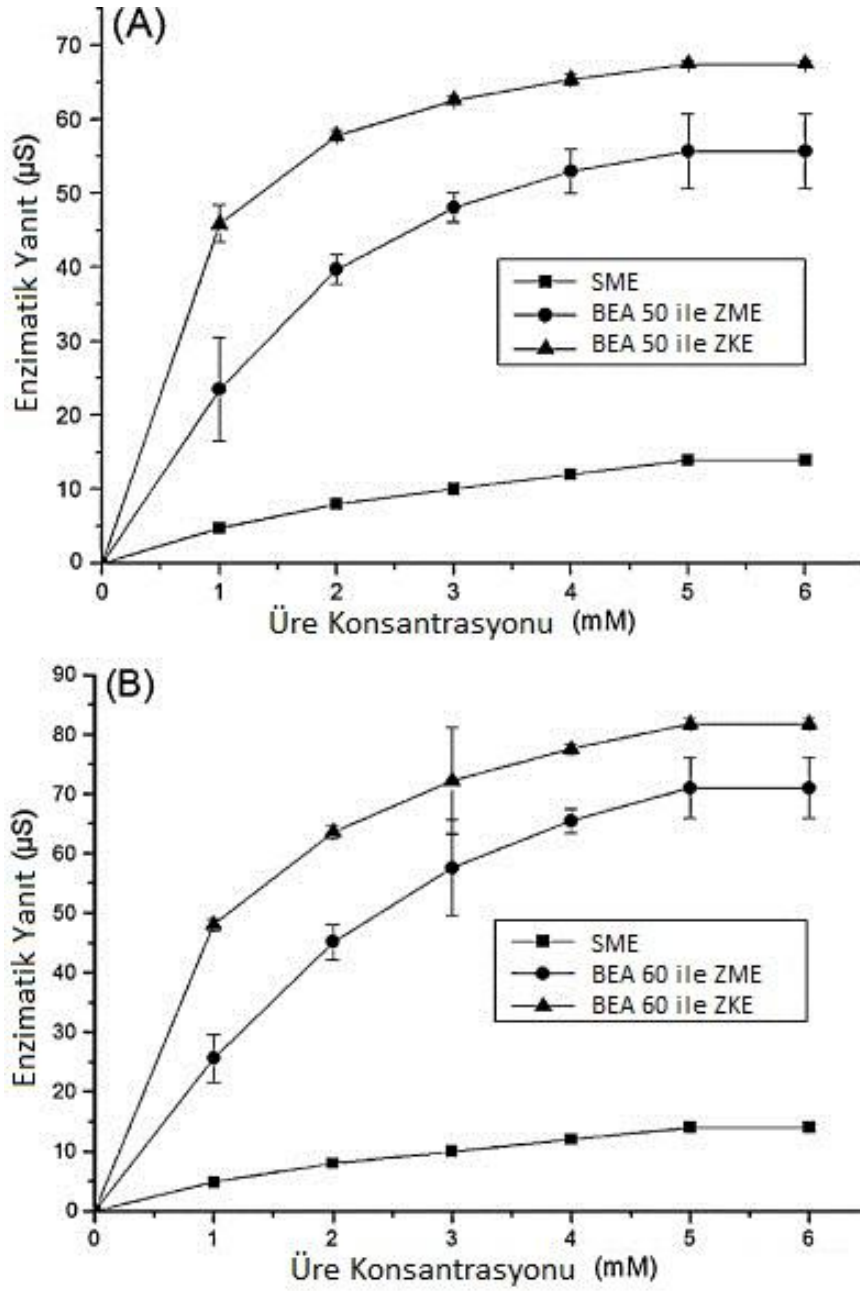 (A)
Enzimatik Yanıt (µS)
70
60
50
40
30
20
10
0
SME
BEA 50 ile ZME
BEA 50 ile ZKE
0 1 2 3 4 5 6
Üre Konsantrasyonu (mM)
(B)
Enzimatik Yanıt (µS)
90
80
70
60
50
40
30
20
10
0
SME
BEA 60 ile ZME
BEA 60 ile ZKE
0 1 2 3 4 5 6
Üre Konsantrasyonu (mM)